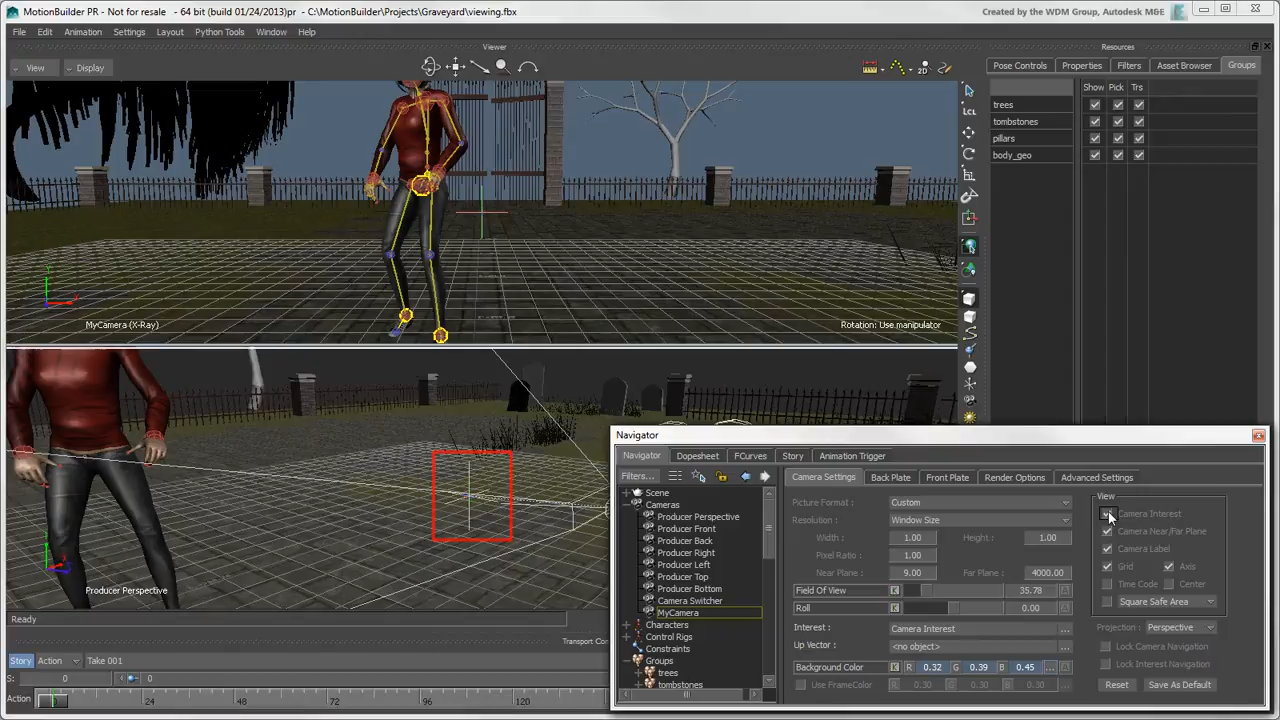 MotionBuilder PR - Not for resale - 64 bit (build 01/24/2013)pr - C:\MotionBuilder\Projects\Graveyard\viewing.fbx
Created by the WDM Group, Autodesk M&E
File Edit Animation Settings Layout Python Tools Window Help
Viewer
Resources
View Display
2D
Pose Controls Properties Filters Asset Browser Groups
Show Pick Trs
trees
LCL
tombstones
pillars
body_geo
MyCamera (X-Ray)
Rotation: Use manipulator
Producer Perspective
Ready
Transport Co
Story Action Take 001
S: 0 0
Action 0 24 48 72 96 120 144
Navigator
Navigator Dopesheet FCurves Story Animation Trigger
Filters...
Scene
Cameras
Producer Perspective
Producer Front
Producer Back
Producer Right
Producer Left
Producer Top
Producer Bottom
Camera Switcher
MyCamera
Characters
Control Rigs
Constraints
Groups
trees
tombstones
Camera Settings Back Plate Front Plate Render Options Advanced Settings
Picture Format: Custom
Resolution: Window Size
Width: 1.00 Height: 1.00
Pixel Ratio: 1.00
Near Plane: 9.00 Far Plane: 4000.00
Field Of View K 35.78 A
Roll K 0.00 A
Interest: Camera Interest ...
Up Vector: <no object> ...
Background Color K R 0.32 G 0.39 B 0.45 ... A
Use FrameColor K R 0.30 G 0.30 B 0.30 ... A
View
Camera Interest
Camera Near/Far Plane
Camera Label
Grid Axis
Time Code Center
Square Safe Area
Projection: Perspective
Lock Camera Navigation
Lock Interest Navigation
Reset Save As Default